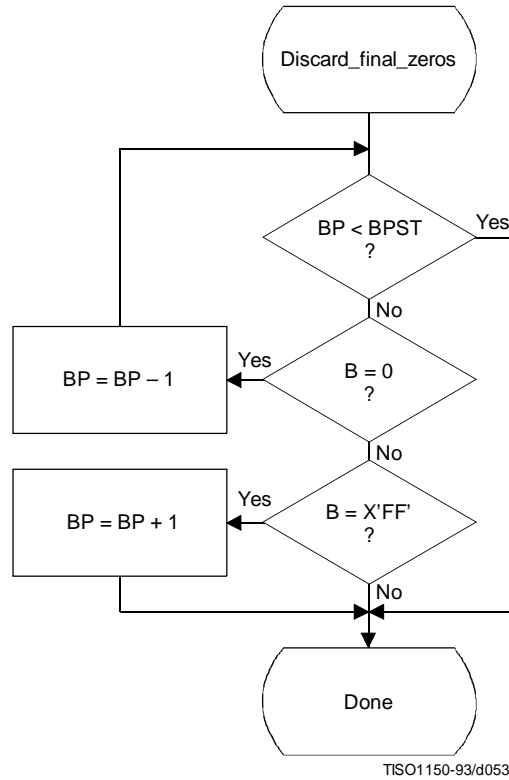 Discard_final_zeros
BP < BPST
?
Yes
No
BP = BP – 1
Yes
B = 0
?
No
BP = BP + 1
Yes
B = X’FF’
?
No
Done
TISO1150-93/d053